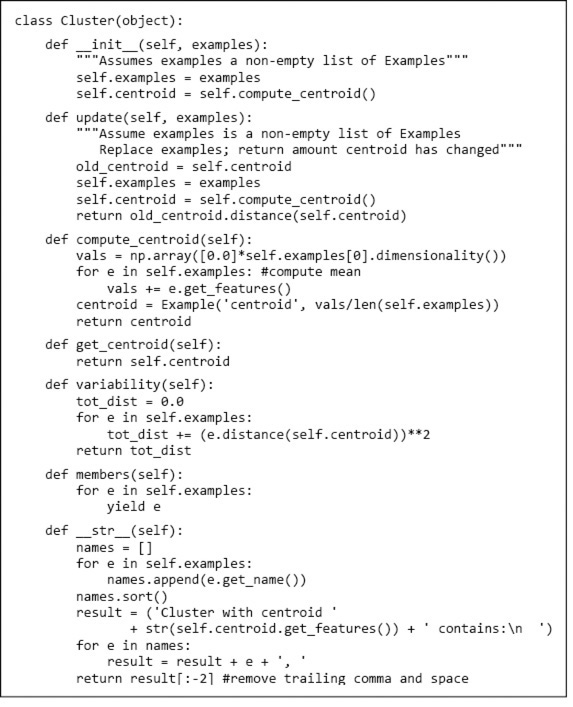 class Cluster(object):
    def __init__(self, examples):
        """Assumes examples a non-empty list of Examples"""
        self.examples = examples
        self.centroid = self.compute_centroid()
    def update(self, examples):
        """Assume examples is a non-empty list of Examples
           Replace examples; return amount centroid has changed"""
        old_centroid = self.centroid
        self.examples = examples
        self.centroid = self.compute_centroid()
        return old_centroid.distance(self.centroid)
    def compute_centroid(self):
        vals = np.array([0.0]*self.examples[0].dimensionality())
        for e in self.examples: #compute mean
            vals += e.get_features()
        centroid = Example('centroid', vals/len(self.examples))
        return centroid
    def get_centroid(self):
        return self.centroid
    def variability(self):
        tot_dist = 0.0
        for e in self.examples:
            tot_dist += (e.distance(self.centroid))**2
        return tot_dist
    def members(self):
        for e in self.examples:
            yield e
    def __str__(self):
        names = []
        for e in self.examples:
            names.append(e.get_name())
        names.sort()
        result = ('Cluster with centroid '
               + str(self.centroid.get_features()) + ' contains:\n  ')
        for e in names:
            result = result + e + ', '
        return result[:-2] #remove trailing comma and space